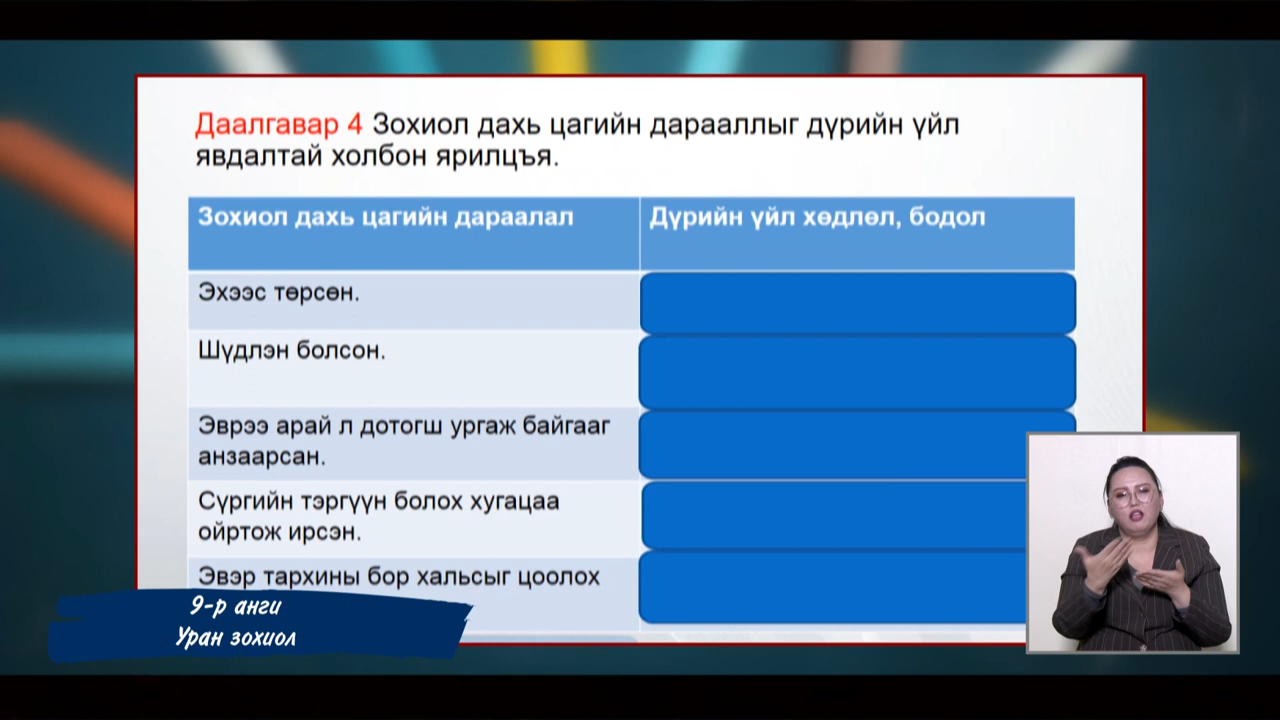 Даалгавар 4 Зохиол дахь цагийн дарааллыг дүрийн үйл
явдалтай холбон ярилцъя.
Зохиол дахь цагийн дараалал
Дүрийн үйл хөдлөл, бодол
Эхээс төрсөн.
Шүдлэн болсон.
Эврээ арай л дотогш ургаж байгааг
анзаарсан.
Сүргийн тэргүүн болох хугацаа
ойртож ирсэн.
Эвэр тархины бор хальсыг цоолох
9-р анги
Уран зохиол